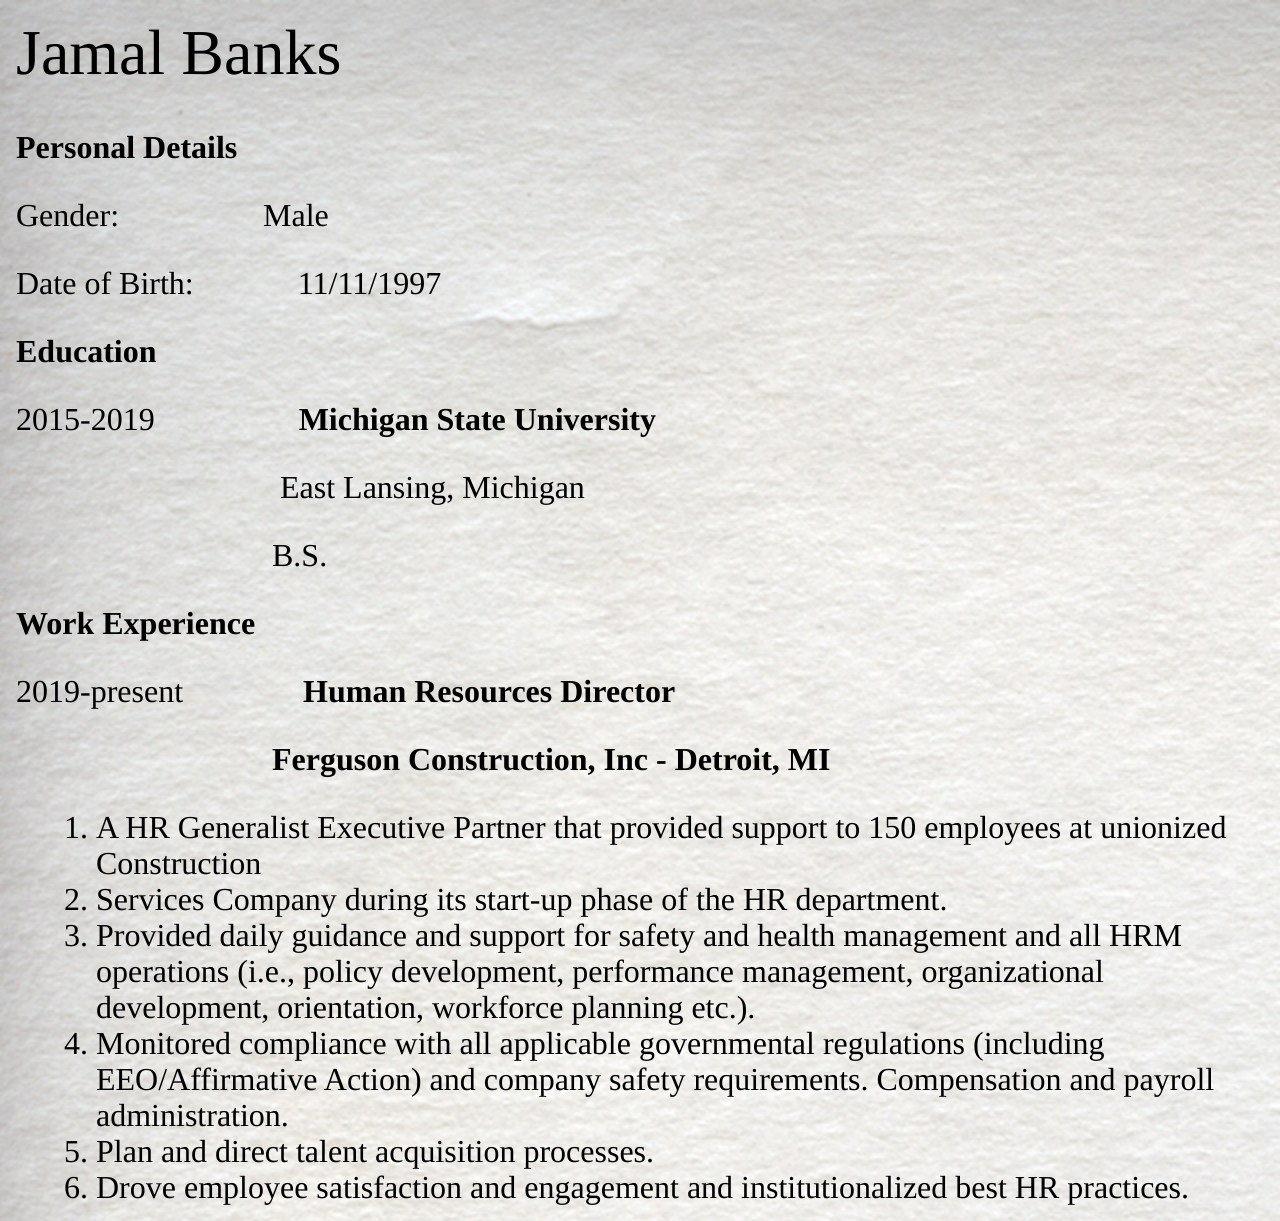 Jamal Banks
Personal Details
Gender: Male
Date of Birth: 11/11/1997
Education
2015-2019 Michigan State University
East Lansing, Michigan
B.S.
Work Experience
2019-present Human Resources Director
Ferguson Construction, Inc - Detroit, MI
1. A HR Generalist Executive Partner that provided support to 150 employees at unionized
Construction
2. Services Company during its start-up phase of the HR department.
3. Provided daily guidance and support for safety and health management and all HRM
operations (i.e., policy development, performance management, organizational
development, orientation, workforce planning etc.).
4. Monitored compliance with all applicable governmental regulations (including
EEO/Affirmative Action) and company safety requirements. Compensation and payroll
administration.
5. Plan and direct talent acquisition processes.
6. Drove employee satisfaction and engagement and institutionalized best HR practices.